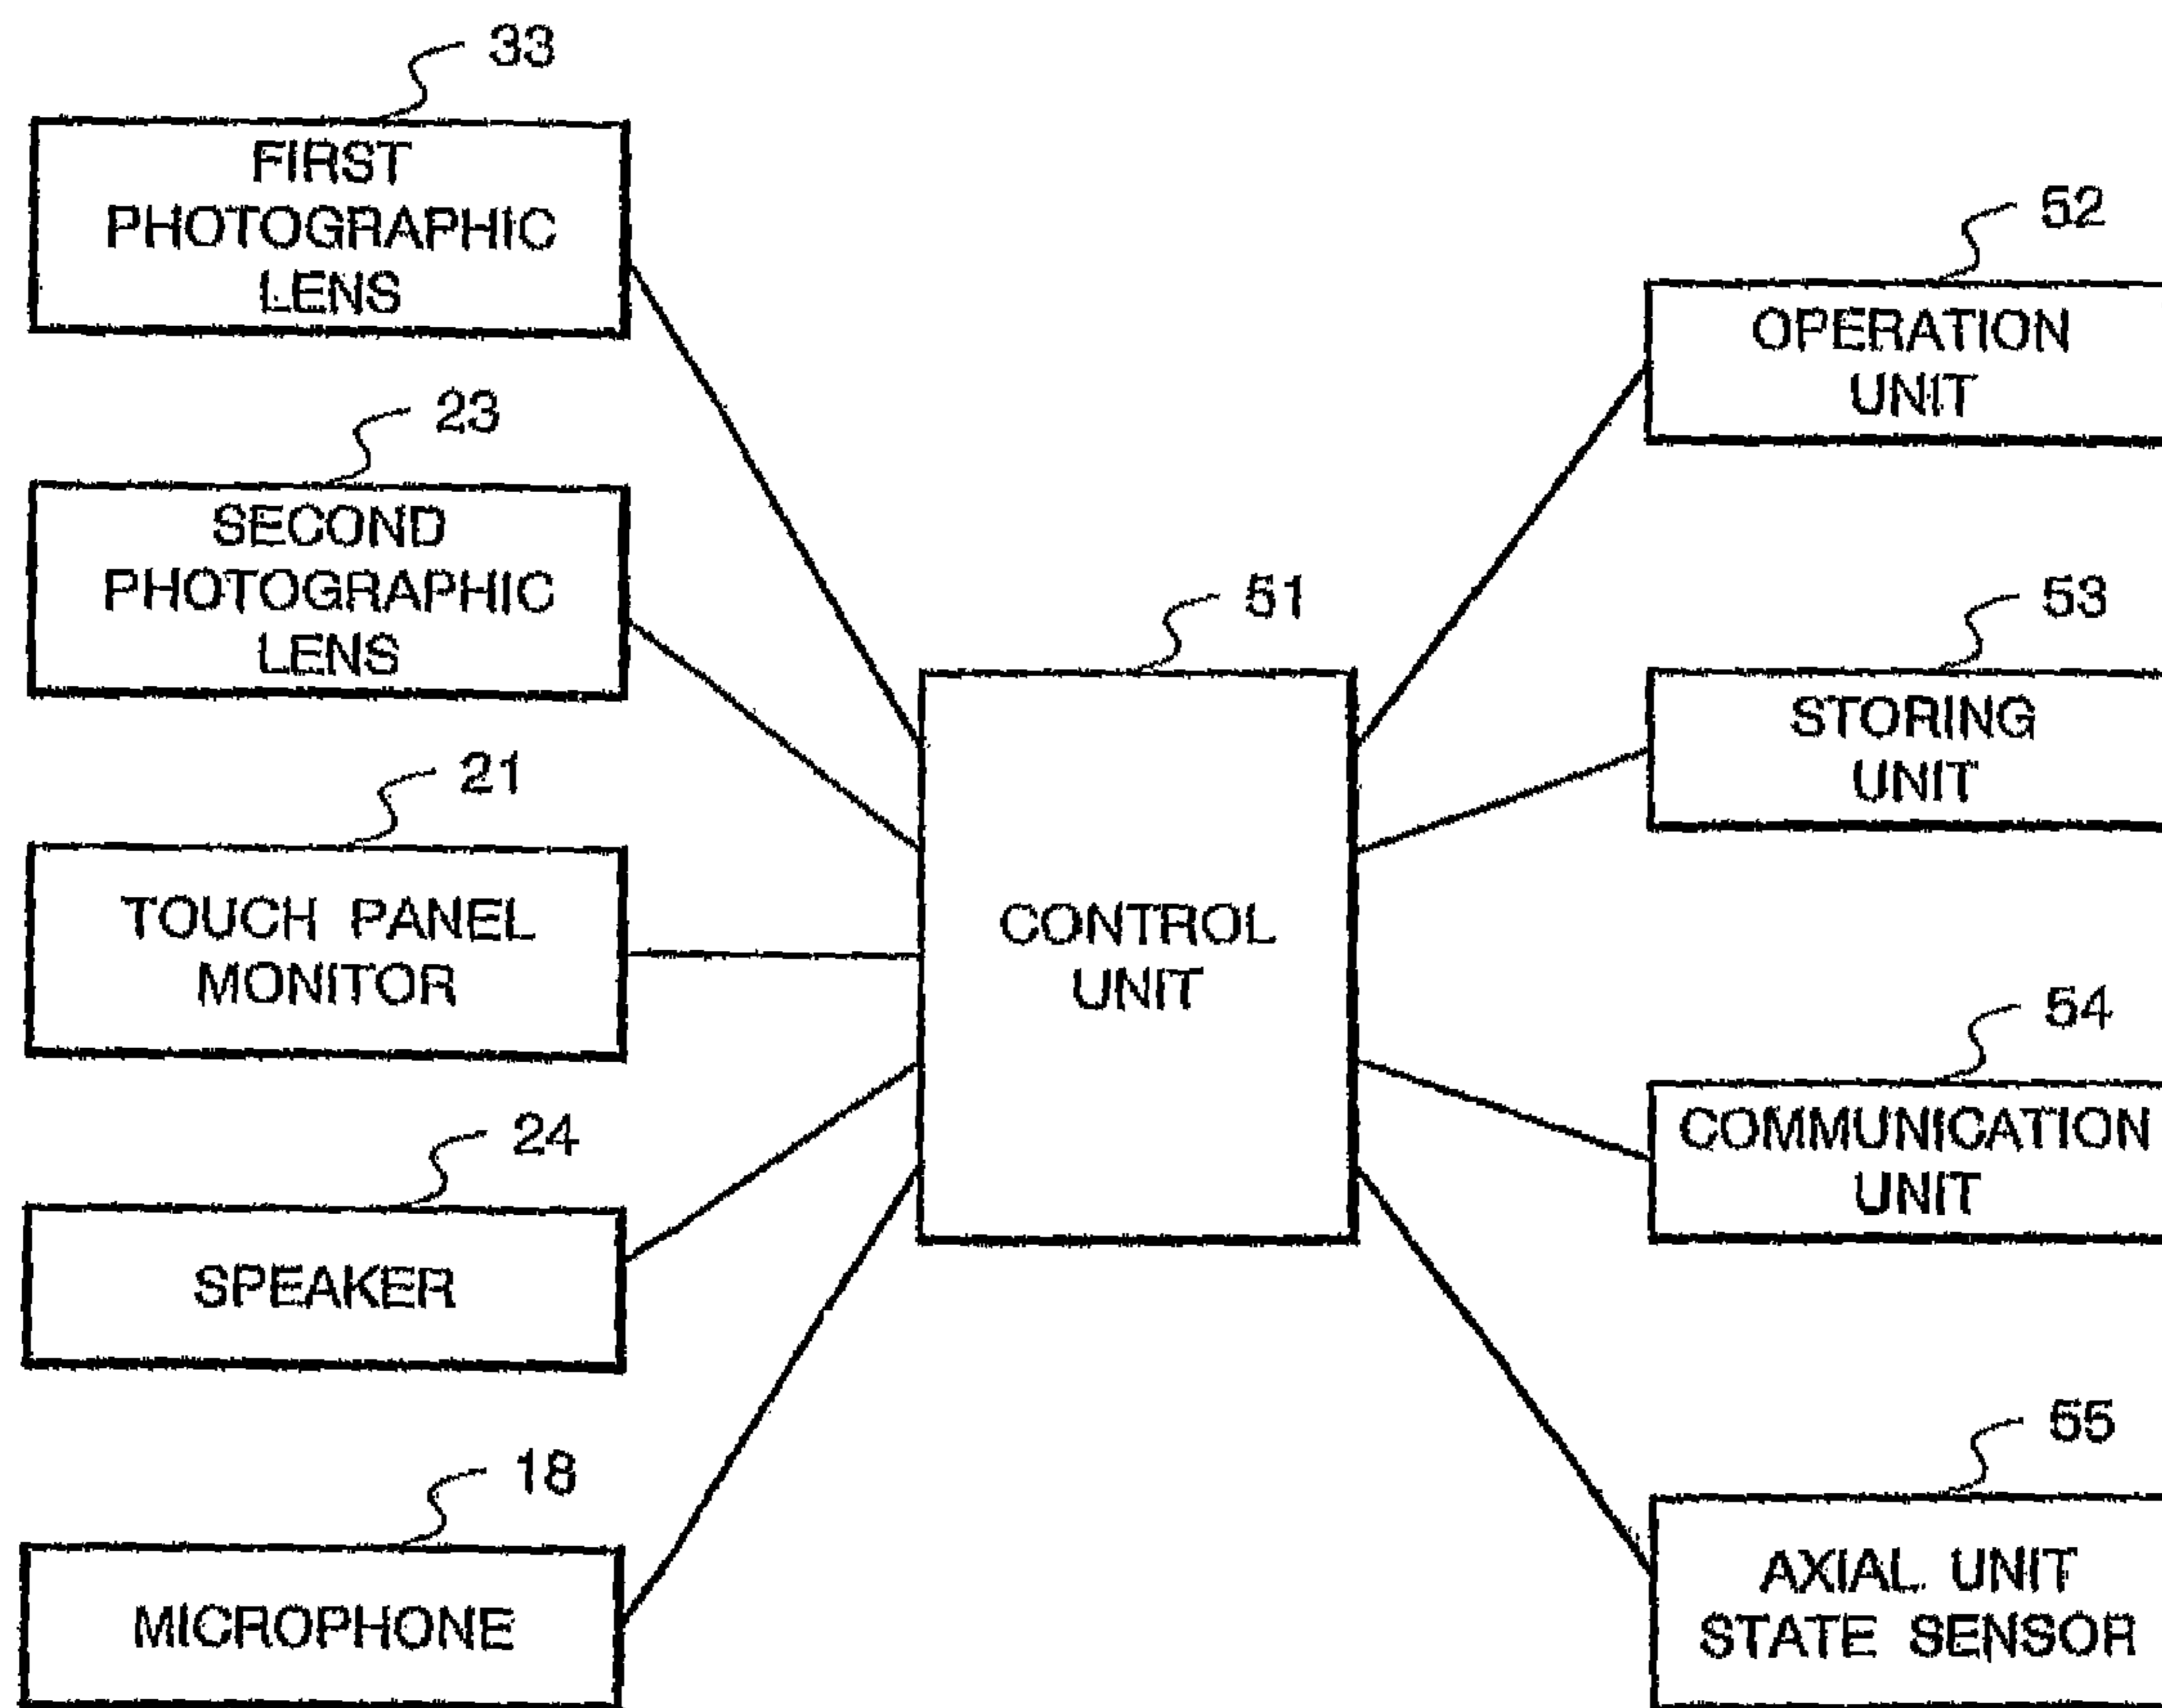 33
FIRST
PHOTOGRAPHIC
LENS
23
SECOND
PHOTOGRAPHIC
LENS
21
TOUCH PANEL
MONITOR
24
SPEAKER
18
MICROPHONE
51
CONTROL
UNIT
52
OPERATION
UNIT
53
STORING
UNIT
54
COMMUNICATION
UNIT
55
AXIAL UNIT
STATE SENSOR